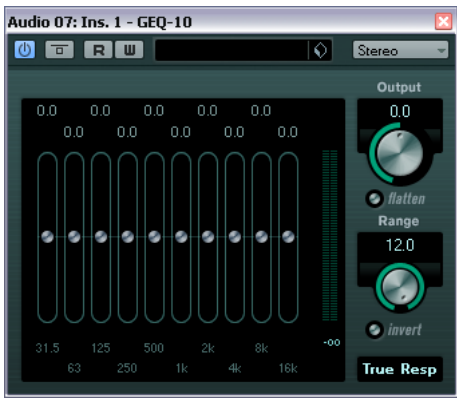 Audio 07: Ins. 1 - GEQ-10
R W Stereo
Output
0.0
0.0 0.0 0.0 0.0 0.0
0.0 0.0 0.0 0.0 0.0
flatten
Range
12.0
invert
-oo
31.5 125 500 2k 8k
63 250 1k 4k 16k
True Resp